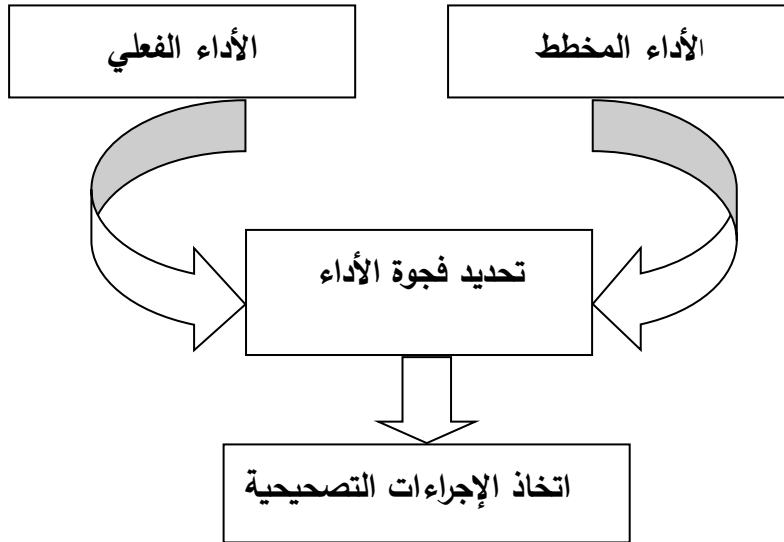 الأداء المخطط
الأداء الفعلي
تحديد فجوة الأداء
اتخاذ الإجراءات التصحيحية